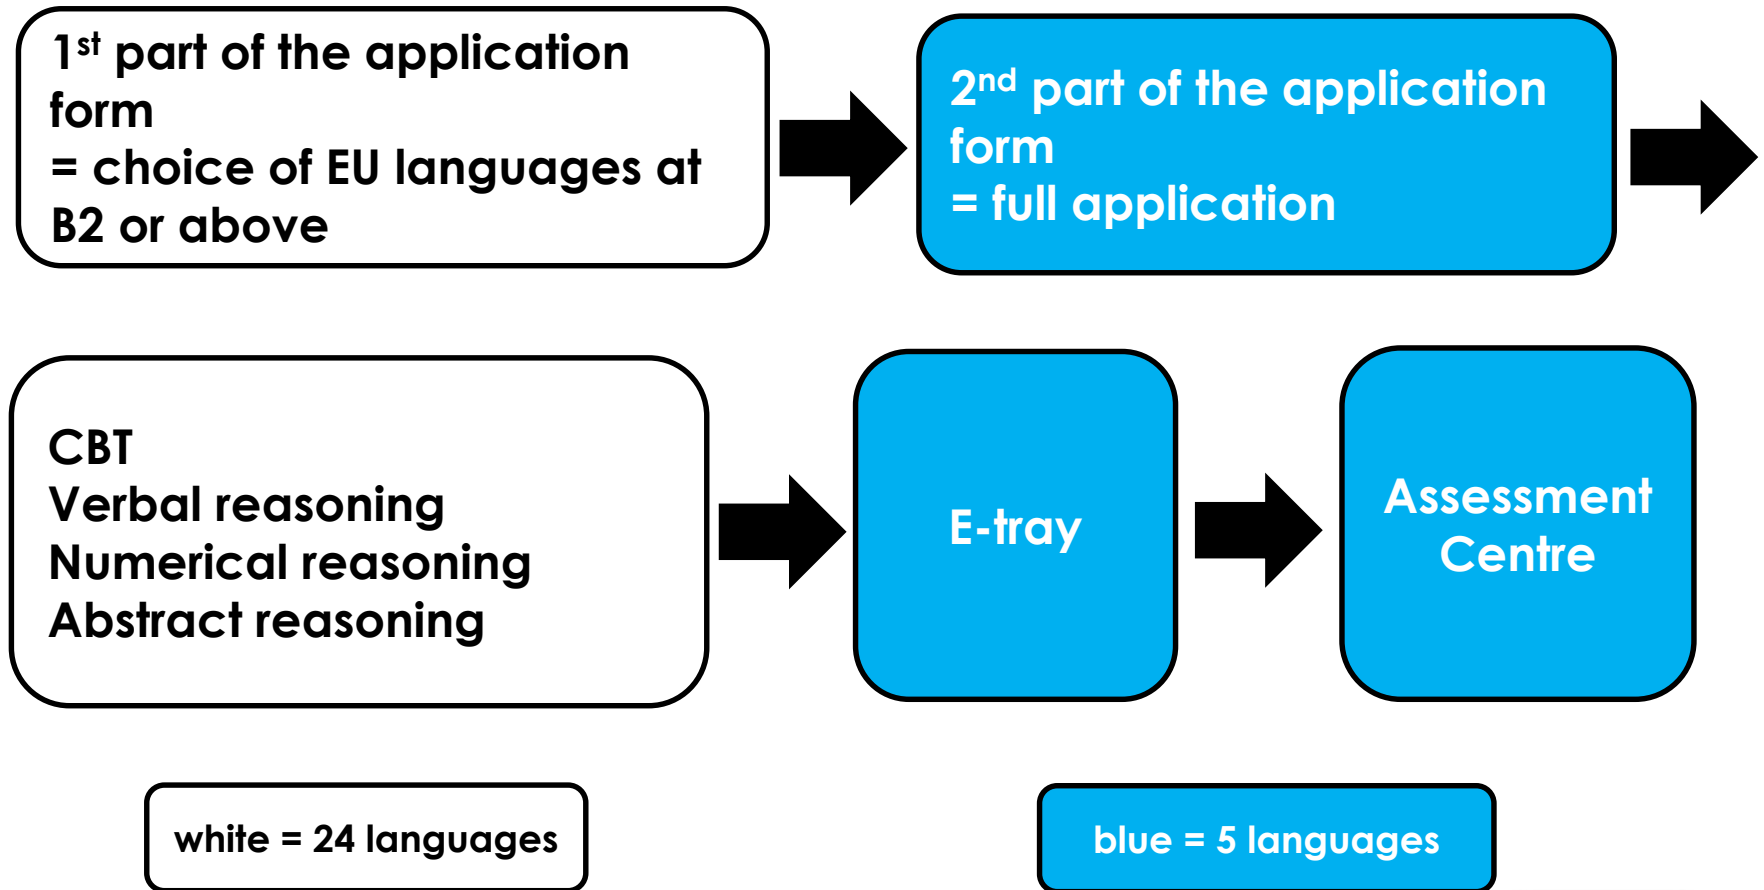 1st part of the application
form
= choice of EU languages at
B2 or above
2nd part of the application
form
= full application
CBT
Verbal reasoning
Numerical reasoning
Abstract reasoning
E-tray
Assessment
Centre
white = 24 languages
blue = 5 languages